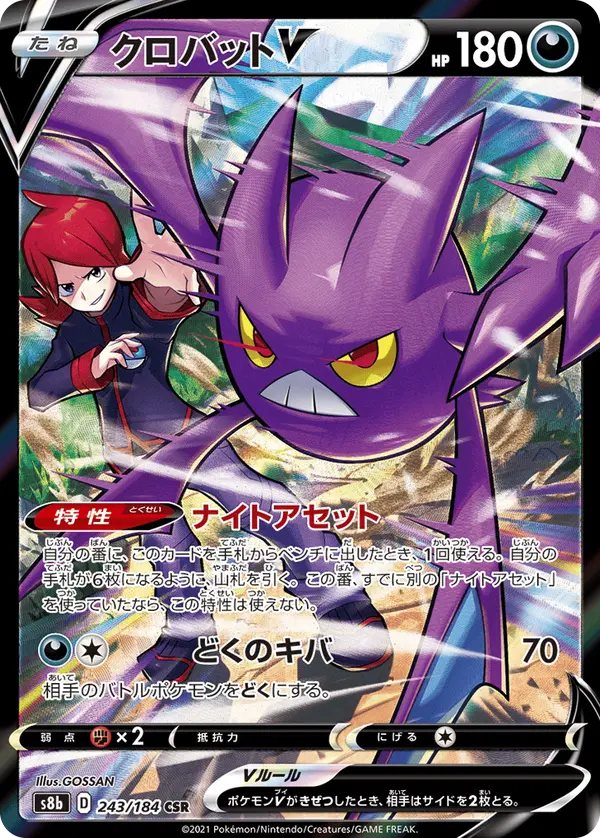 たね
クロバットV
HP 180
特性
とくせい
ナイトアセット
自分の番に、このカードを手札からベンチに出したとき、1回使える。自分の
手札が6枚になるように、山札を引く。この番、すでに別の「ナイトアセット」
を使っていたなら、この特性は使えない。
どくのキバ 70
相手のバトルポケモンをどくにする。
弱点 ×2 抵抗力 にげる
Illus.GOSSAN
Vルール
s8b D 243/184 CSR
ポケモンVがきぜつしたとき、相手はサイドを2枚とる。
©2021 Pokémon/Nintendo/Creatures/GAME FREAK.